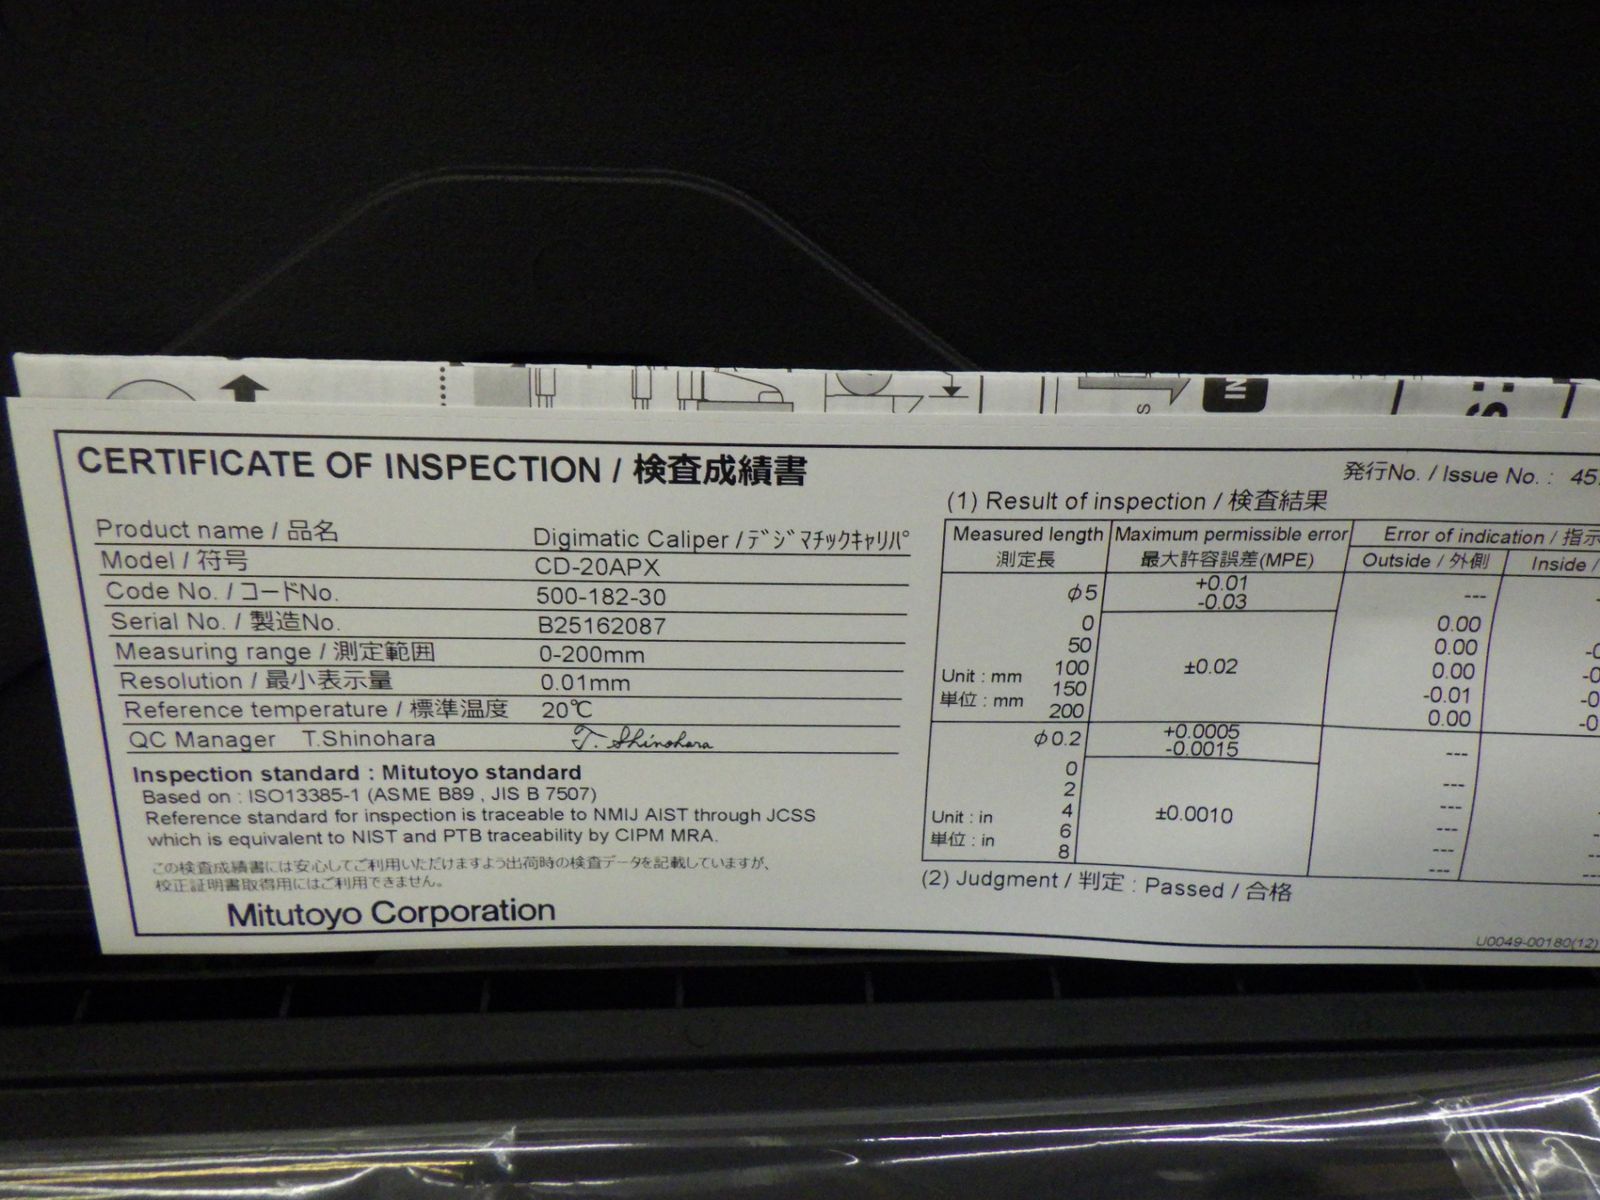 IN
S
CERTIFICATE OF INSPECTION / 検査成績書
発行No. / Issue No. : 45
Product name / 品名 Digimatic Caliper / ﾃﾞｼﾞﾏﾁｯｸｷｬﾘﾊﾟ
Model / 符号 CD-20APX
Code No. / コードNo. 500-182-30
Serial No. / 製造No. B25162087
Measuring range / 測定範囲 0-200mm
Resolution / 最小表示量 0.01mm
Reference temperature / 標準温度 20℃
QC Manager T.Shinohara T. Shinohara
Inspection standard : Mitutoyo standard
Based on : ISO13385-1 (ASME B89 , JIS B 7507)
Reference standard for inspection is traceable to NMIJ AIST through JCSS
which is equivalent to NIST and PTB traceability by CIPM MRA.
この検査成績書には安心してご利用いただけますよう出荷時の検査データを記載していますが、
校正証明書取得用にはご利用できません。
Mitutoyo Corporation
(1) Result of inspection / 検査結果
Measured length Maximum permissible error Error of indication / 指示
測定長 最大許容誤差(MPE) Outside / 外側 Inside /
φ5 +0.01 ---
-0.03
0 0.00
50 0.00
Unit : mm 100 ±0.02 0.00
単位 : mm 150 -0.01
200 0.00
φ0.2 +0.0005 ---
-0.0015
0 ---
2 ---
Unit : in 4 ±0.0010 ---
単位 : in 6 ---
8 ---
(2) Judgment / 判定 : Passed / 合格
U0049-00180(12)